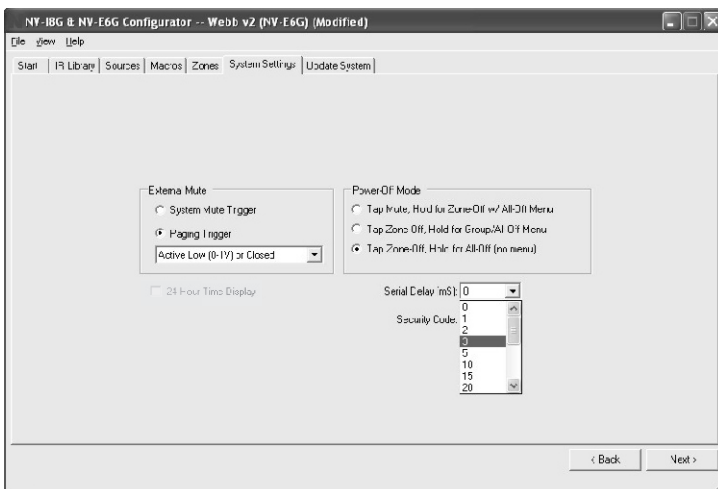 NV-I8G & NV-E6G Configurator -- Webb v2 (NV-E6G) (Modified)
File View Help
Start IR Library Sources Macros Zones System Settings Update System
External Mute
System Mute Trigger
Paging Trigger
Active Low (0-1V) or Closed
24 Hour Time Display
Power-Off Mode
Tap Mute, Hold for Zone-Off w/ All-Off Menu
Tap Zone Off, Hold for Group/All Off Menu
Tap Zone-Off, Hold for All-Off (no menu)
Serial Delay (mS): 0
Security Code:
0
1
2
3
5
10
15
20
< Back Next >